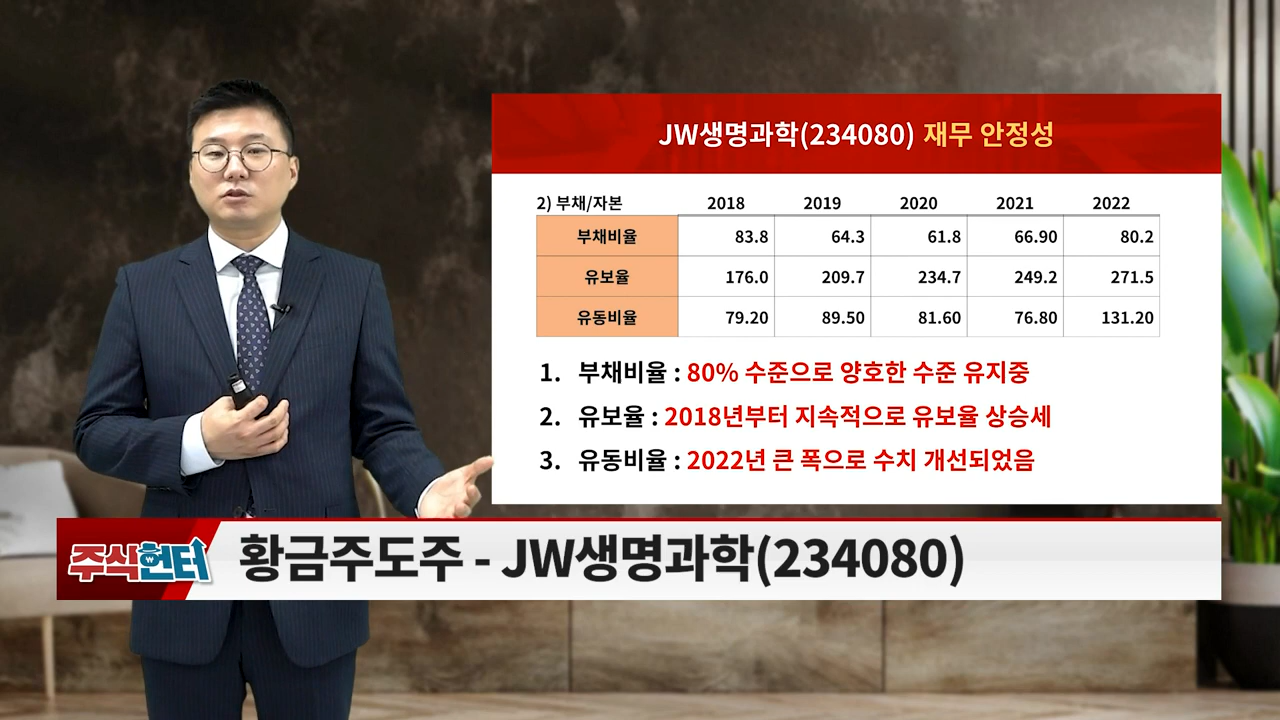 JW생명과학(234080) 재무 안정성
2) 부채/자본 2018 2019 2020 2021 2022
부채비율 83.8 64.3 61.8 66.90 80.2
유보율 176.0 209.7 234.7 249.2 271.5
유동비율 79.20 89.50 81.60 76.80 131.20
1. 부채비율 : 80% 수준으로 양호한 수준 유지중
2. 유보율 : 2018년부터 지속적으로 유보율 상승세
3. 유동비율 : 2022년 큰 폭으로 수치 개선되었음
주식헌터 황금주도주 - JW생명과학(234080)